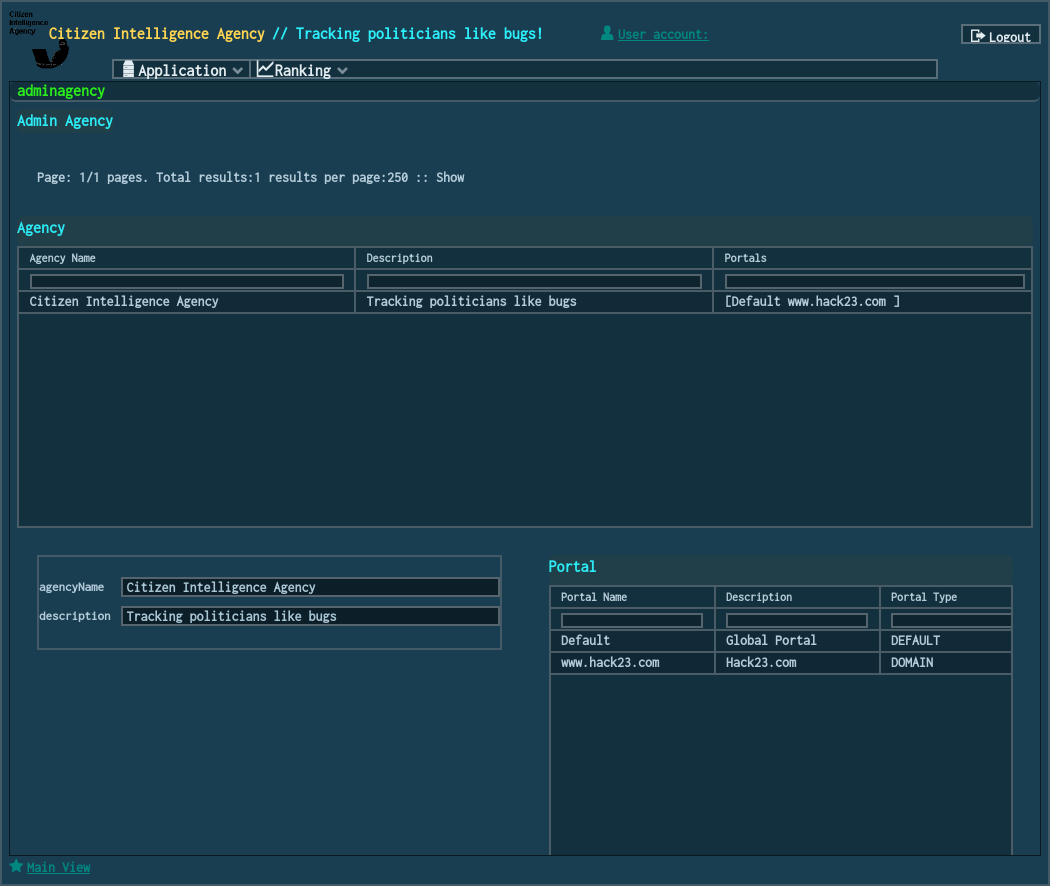 Citizen
Intelligence
Agency
Citizen Intelligence Agency // Tracking politicians like bugs!
User account:
Logout
Application
Ranking
adminagency
Admin Agency
Page: 1/1 pages. Total results:1 results per page:250 :: Show
Agency
Agency Name Description Portals
Citizen Intelligence Agency Tracking politicians like bugs [Default www.hack23.com ]
agencyName Citizen Intelligence Agency
description Tracking politicians like bugs
Portal
Portal Name Description Portal Type
Default Global Portal DEFAULT
www.hack23.com Hack23.com DOMAIN
Main View